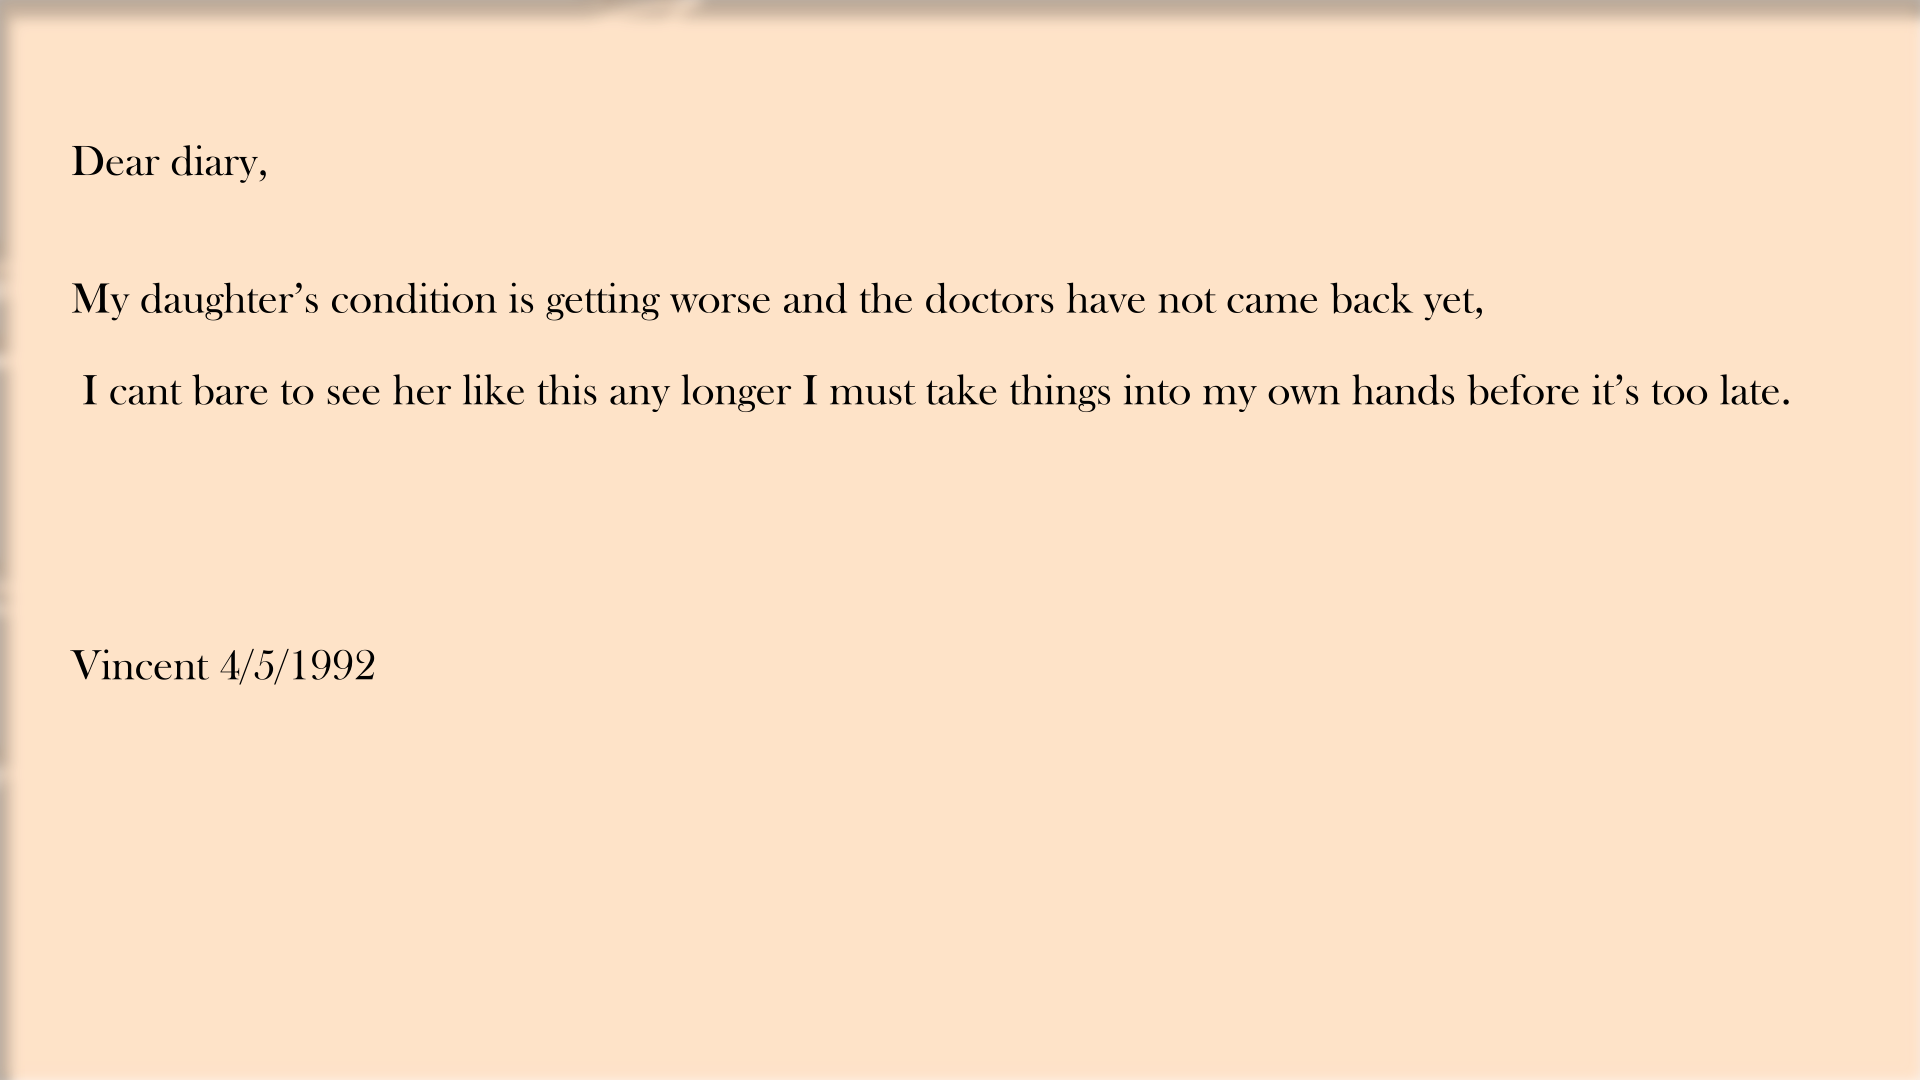 Dear diary,
My daughter’s condition is getting worse and the doctors have not came back yet,
I cant bare to see her like this any longer I must take things into my own hands before it’s too late.
Vincent 4/5/1992